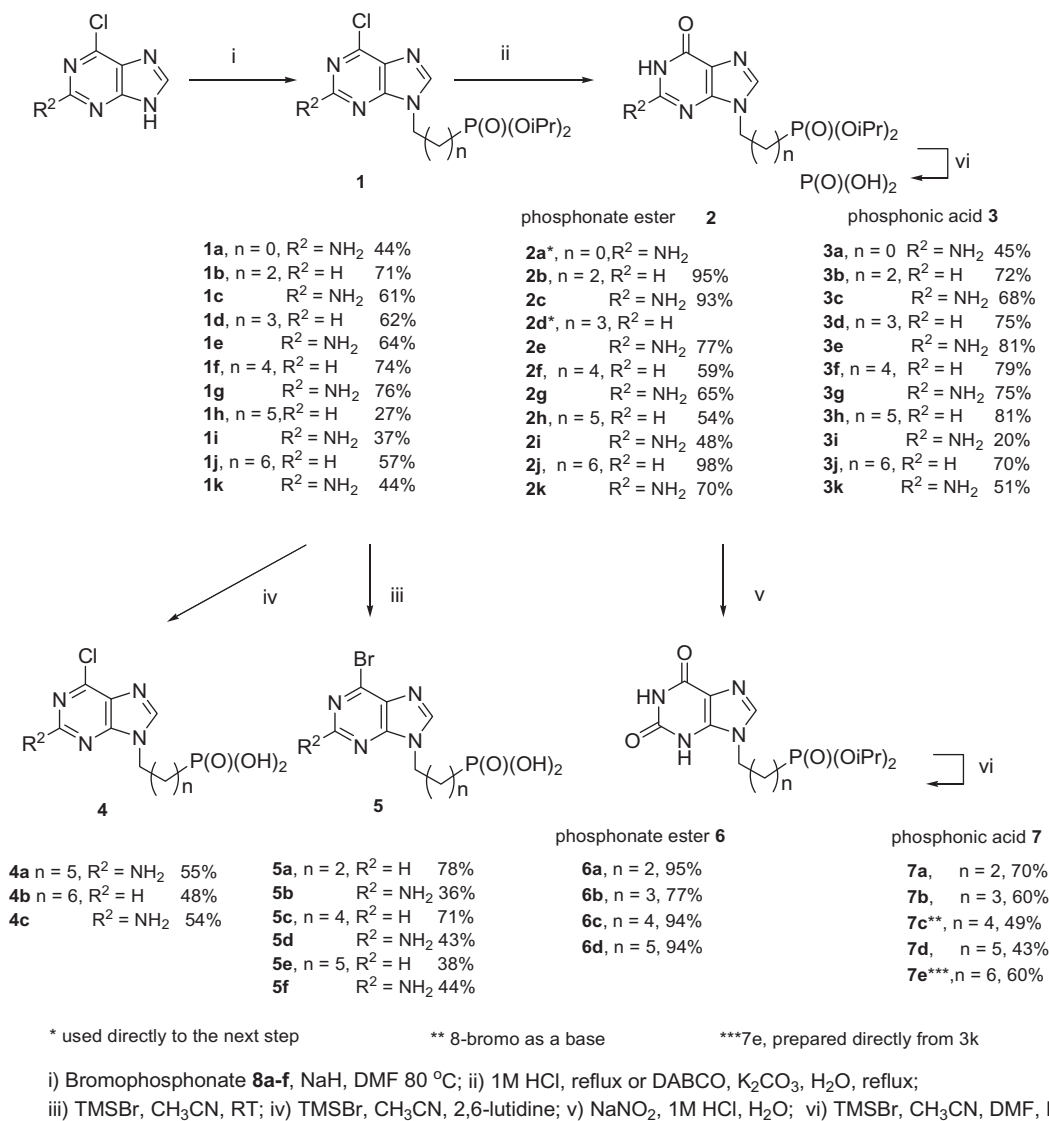 Cl
N
N
R2
N
N
H
i
Cl
N
N
R2
N
N
P(O)(OiPr)2
( )n
1
ii
O
HN
N
R2
N
N
P(O)(OiPr)2
( )n
vi
P(O)(OH)2
phosphonate ester 2
phosphonic acid 3
1a, n = 0, R2 = NH2 44%
1b, n = 2, R2 = H 71%
1c R2 = NH2 61%
1d, n = 3, R2 = H 62%
1e R2 = NH2 64%
1f, n = 4, R2 = H 74%
1g R2 = NH2 76%
1h, n = 5,R2 = H 27%
1i R2 = NH2 37%
1j, n = 6, R2 = H 57%
1k R2 = NH2 44%
2a*, n = 0,R2 = NH2
2b, n = 2, R2 = H 95%
2c R2 = NH2 93%
2d*, n = 3, R2 = H
2e R2 = NH2 77%
2f, n = 4, R2 = H 59%
2g R2 = NH2 65%
2h, n = 5, R2 = H 54%
2i R2 = NH2 48%
2j, n = 6, R2 = H 98%
2k R2 = NH2 70%
3a, n = 0 R2 = NH2 45%
3b, n = 2, R2 = H 72%
3c R2 = NH2 68%
3d, n = 3, R2 = H 75%
3e R2 = NH2 81%
3f, n = 4, R2 = H 79%
3g R2 = NH2 75%
3h, n = 5, R2 = H 81%
3i R2 = NH2 20%
3j, n = 6, R2 = H 70%
3k R2 = NH2 51%
iv
iii
v
Cl
N
N
R2
N
N
P(O)(OH)2
( )n
4
Br
N
N
R2
N
N
P(O)(OH)2
( )n
5
O
HN
N
O
N
H
N
P(O)(OiPr)2
( )n
vi
phosphonate ester 6
phosphonic acid 7
4a n = 5, R2 = NH2 55%
4b n = 6, R2 = H 48%
4c R2 = NH2 54%
5a, n = 2, R2 = H 78%
5b R2 = NH2 36%
5c, n = 4, R2 = H 71%
5d R2 = NH2 43%
5e, n = 5, R2 = H 38%
5f R2 = NH2 44%
6a, n = 2, 95%
6b, n = 3, 77%
6c, n = 4, 94%
6d, n = 5, 94%
7a, n = 2, 70%
7b, n = 3, 60%
7c**, n = 4, 49%
7d, n = 5, 43%
7e***,n = 6, 60%
* used directly to the next step ** 8-bromo as a base ***7e, prepared directly from 3k
i) Bromophosphonate 8a-f, NaH, DMF 80 oC; ii) 1M HCl, reflux or DABCO, K2CO3, H2O, reflux;
iii) TMSBr, CH3CN, RT; iv) TMSBr, CH3CN, 2,6-lutidine; v) NaNO2, 1M HCl, H2O; vi) TMSBr, CH3CN, DMF,